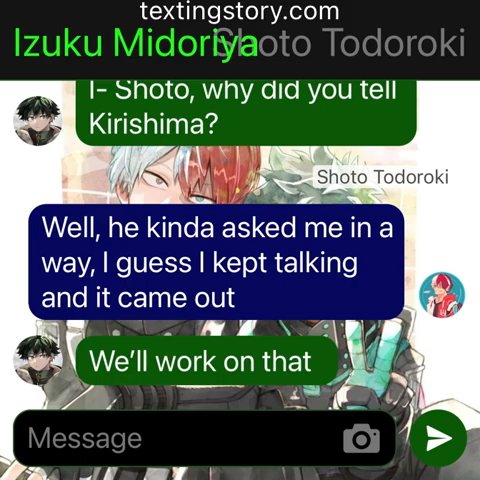 textingstory.com
Izuku Midoriya Shoto Todoroki
I- Shoto, why did you tell
Kirishima?
Shoto Todoroki
Well, he kinda asked me in a
way, I guess I kept talking
and it came out
We’ll work on that
Message